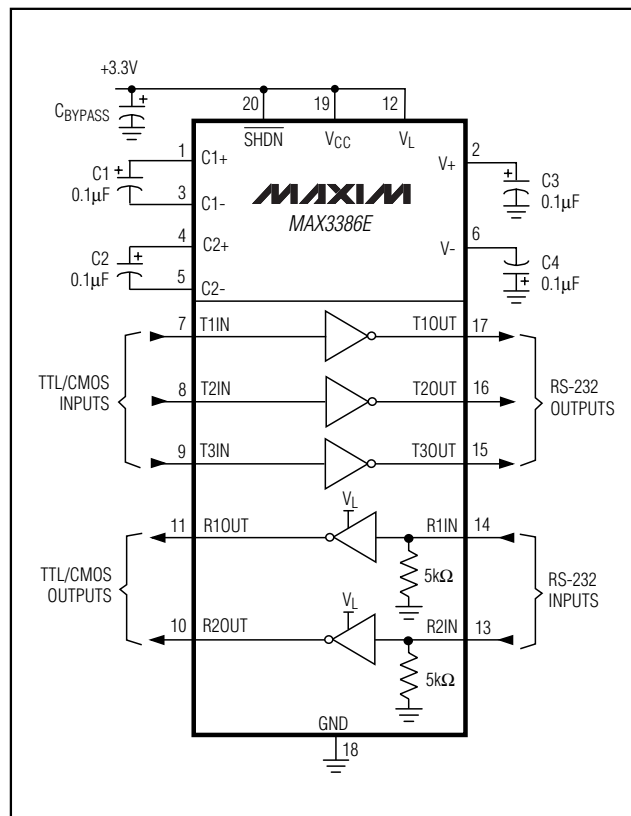 +3.3V
CBYPASS
20
19
12
SHDN
VCC
VL
1
C1+
C1
0.1µF
3
C1-
4
C2+
C2
0.1µF
5
C2-
MAXIM
MAX3386E
V+
2
C3
0.1µF
V-
6
C4
0.1µF
7
T1IN
T1OUT
17
TTL/CMOS
INPUTS
8
T2IN
T2OUT
16
RS-232
OUTPUTS
9
T3IN
T3OUT
15
11
R1OUT
VL
R1IN
14
5kΩ
TTL/CMOS
OUTPUTS
RS-232
INPUTS
10
R2OUT
VL
R2IN
13
5kΩ
GND
18